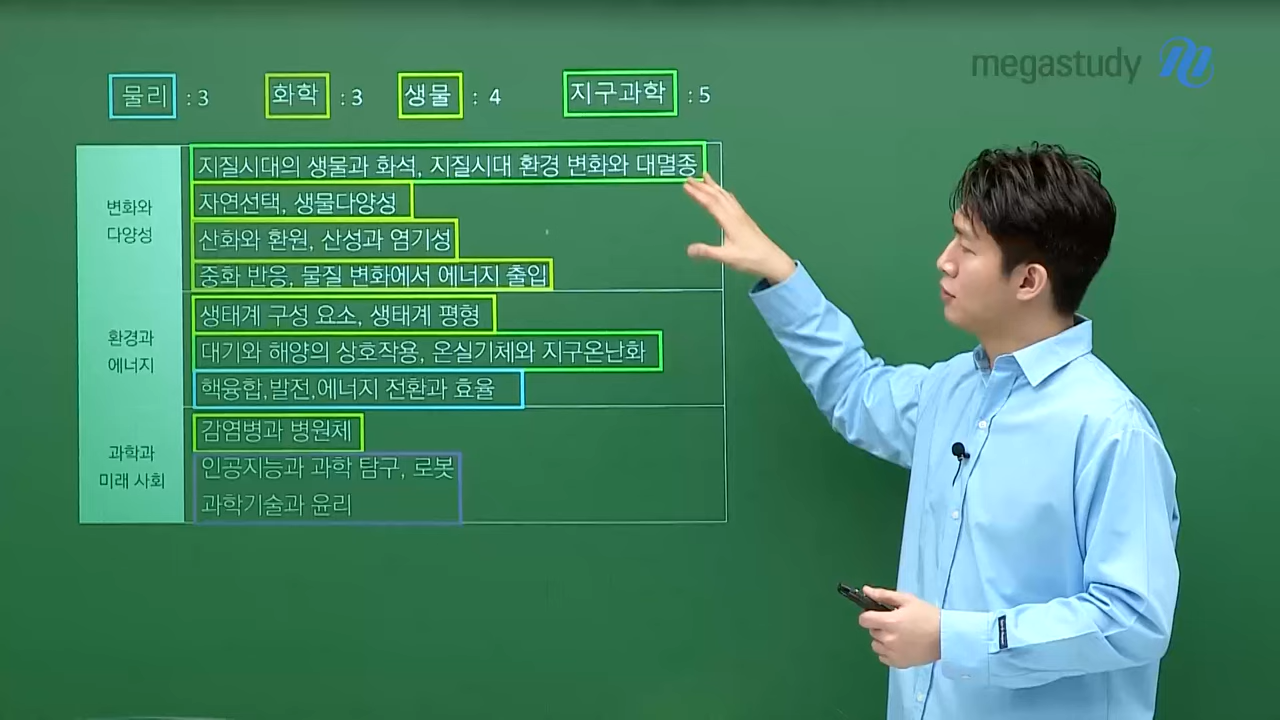 megastudy
물리 : 3 화학 : 3 생물 : 4 지구과학 : 5
변화와
다양성
지질시대의 생물과 화석, 지질시대 환경 변화와 대멸종
자연선택, 생물다양성
산화와 환원, 산성과 염기성
중화 반응, 물질 변화에서 에너지 출입
환경과
에너지
생태계 구성 요소, 생태계 평형
대기와 해양의 상호작용, 온실기체와 지구온난화
핵융합,발전,에너지 전환과 효율
과학과
미래 사회
감염병과 병원체
인공지능과 과학 탐구, 로봇
과학기술과 윤리